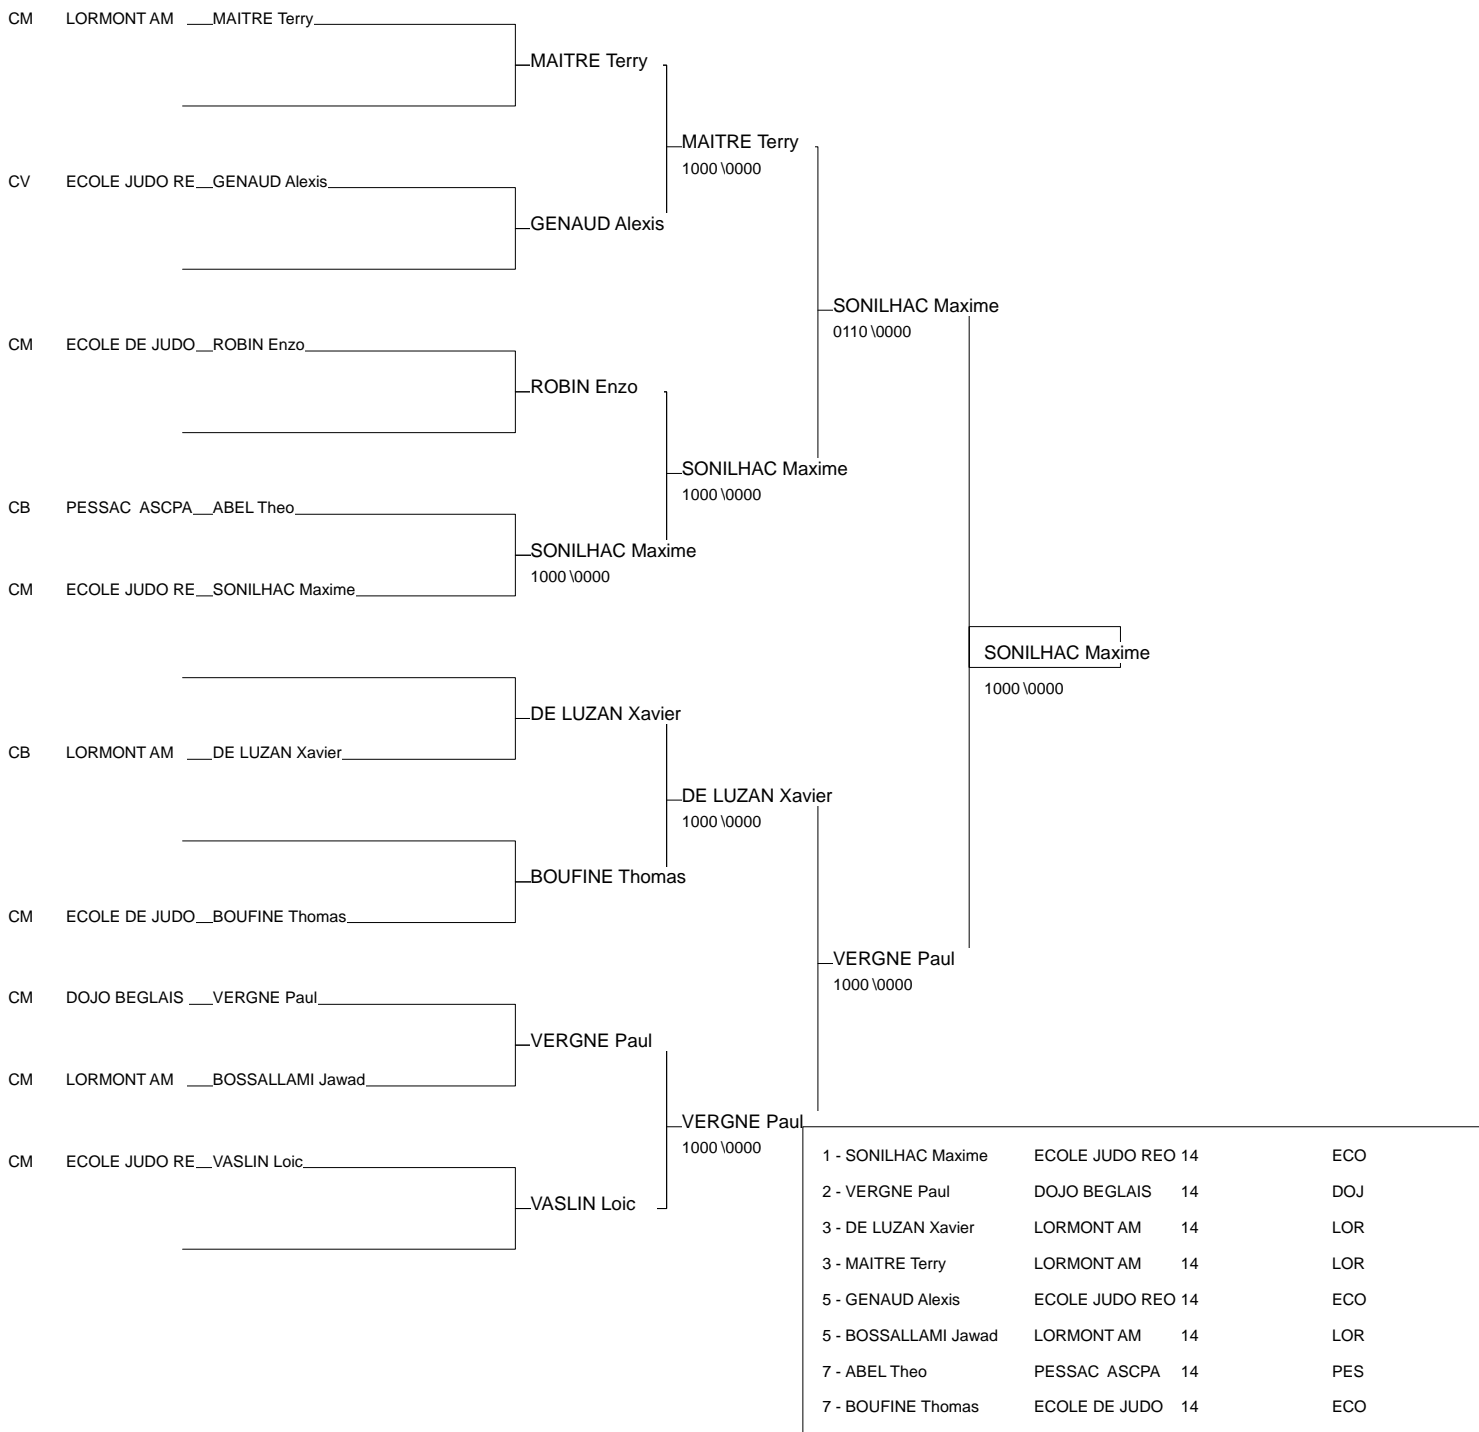 CM LORMONT AM MAITRE Terry
MAITRE Terry
MAITRE Terry
1000 \0000
CV ECOLE JUDO RE GENAUD Alexis
GENAUD Alexis
SONILHAC Maxime
0110 \0000
CM ECOLE DE JUDO ROBIN Enzo
ROBIN Enzo
SONILHAC Maxime
1000 \0000
CB PESSAC ASCPA ABEL Theo
SONILHAC Maxime
1000 \0000
CM ECOLE JUDO RE SONILHAC Maxime
SONILHAC Maxime
1000 \0000
DE LUZAN Xavier
CB LORMONT AM DE LUZAN Xavier
DE LUZAN Xavier
1000 \0000
BOUFINE Thomas
CM ECOLE DE JUDO BOUFINE Thomas
VERGNE Paul
1000 \0000
CM DOJO BEGLAIS VERGNE Paul
VERGNE Paul
CM LORMONT AM BOSSALLAMI Jawad
VERGNE Paul
1000 \0000
CM ECOLE JUDO RE VASLIN Loic
VASLIN Loic
1 - SONILHAC Maxime ECOLE JUDO REO 14 ECO
2 - VERGNE Paul DOJO BEGLAIS 14 DOJ
3 - DE LUZAN Xavier LORMONT AM 14 LOR
3 - MAITRE Terry LORMONT AM 14 LOR
5 - GENAUD Alexis ECOLE JUDO REO 14 ECO
5 - BOSSALLAMI Jawad LORMONT AM 14 LOR
7 - ABEL Theo PESSAC ASCPA 14 PES
7 - BOUFINE Thomas ECOLE DE JUDO 14 ECO